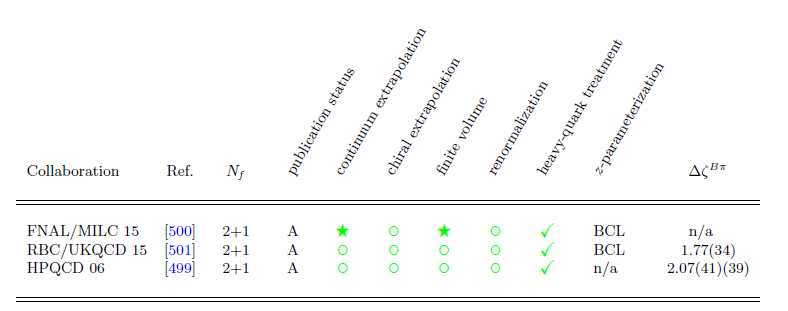 Collaboration Ref. N_f publication status continuum extrapolation chiral extrapolation finite volume renormalization heavy-quark treatment z-parameterization Δζ^{Bπ}
FNAL/MILC 15 [500] 2+1 A ★ ○ ★ ○ ✓ BCL n/a
RBC/UKQCD 15 [501] 2+1 A ○ ○ ○ ○ ✓ BCL 1.77(34)
HPQCD 06 [499] 2+1 A ○ ○ ○ ○ ✓ n/a 2.07(41)(39)